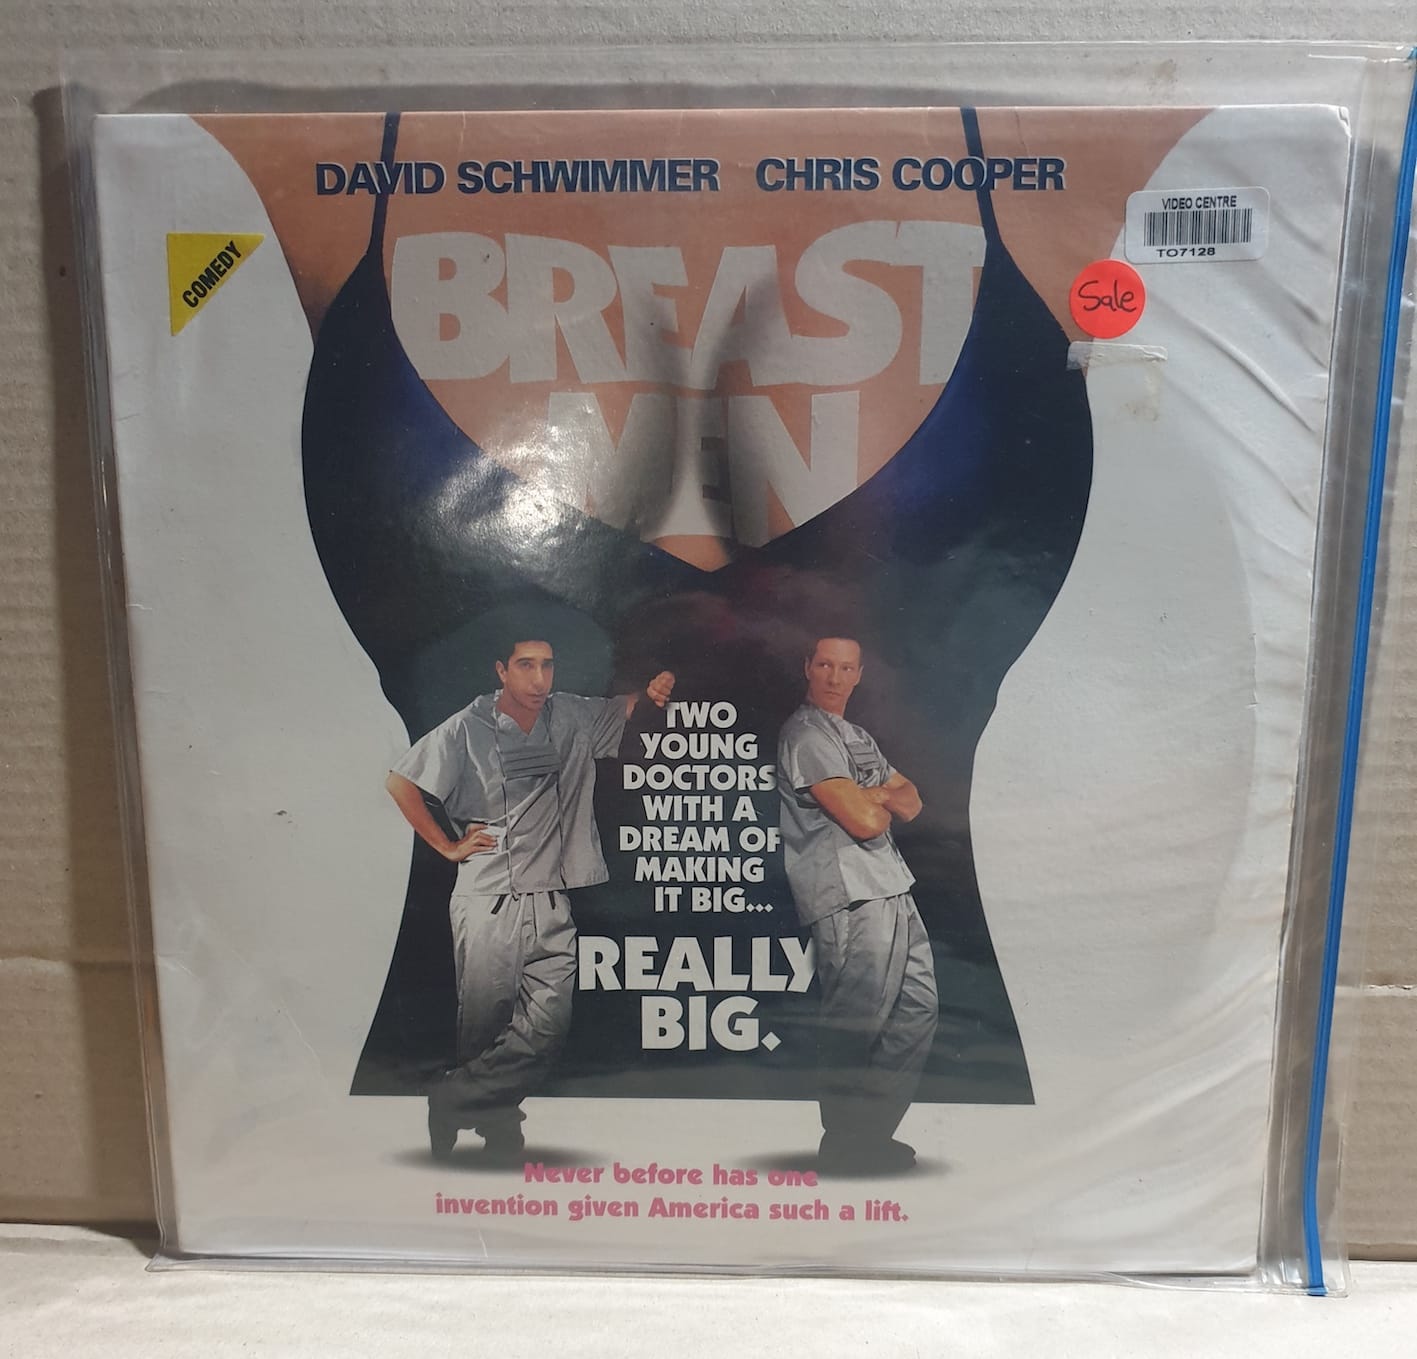 DAVID SCHWIMMER CHRIS COOPER
VIDEO CENTRE
TO7128
COMEDY
Sale
BREAST
MEN
TWO
YOUNG
DOCTORS
WITH A
DREAM OF
MAKING
IT BIG...
REALLY
BIG.
Never before has one
invention given America such a lift.